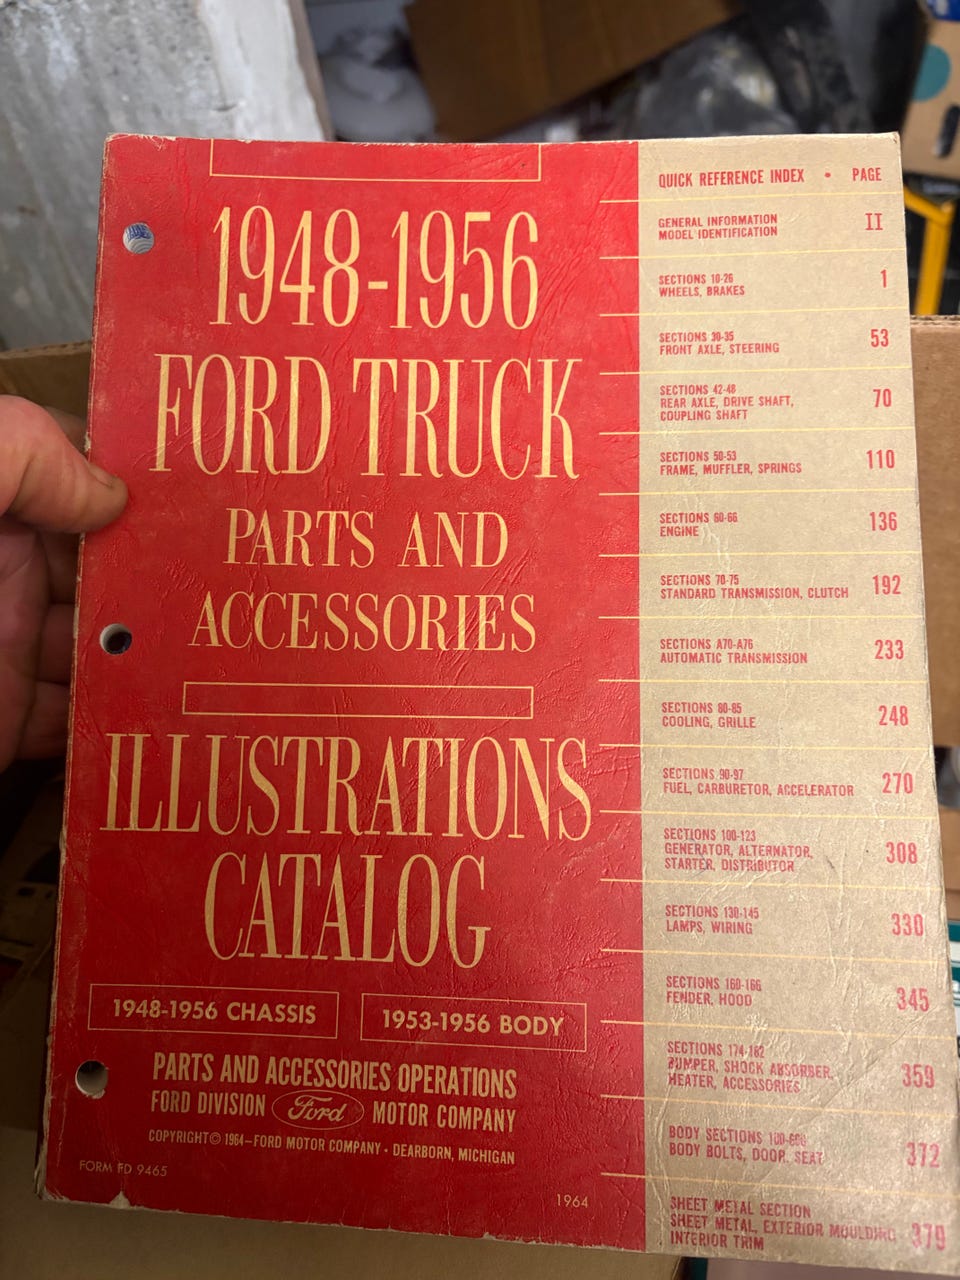 1948-1956
FORD TRUCK
PARTS AND
ACCESSORIES
ILLUSTRATIONS
CATALOG
1948-1956 CHASSIS
1953-1956 BODY
PARTS AND ACCESSORIES OPERATIONS
FORD DIVISION Ford MOTOR COMPANY
COPYRIGHT © 1964—FORD MOTOR COMPANY • DEARBORN, MICHIGAN
FORM FD 9465
1964
QUICK REFERENCE INDEX • PAGE
GENERAL INFORMATION
MODEL IDENTIFICATION II
SECTIONS 10-26
WHEELS, BRAKES 1
SECTIONS 30-35
FRONT AXLE, STEERING 53
SECTIONS 42-48
REAR AXLE, DRIVE SHAFT, 70
COUPLING SHAFT
SECTIONS 50-53
FRAME, MUFFLER, SPRINGS 110
SECTIONS 60-66
ENGINE 136
SECTIONS 70-75
STANDARD TRANSMISSION, CLUTCH 192
SECTIONS A70-A76
AUTOMATIC TRANSMISSION 233
SECTIONS 80-85
COOLING, GRILLE 248
SECTIONS 90-97
FUEL, CARBURETOR, ACCELERATOR 270
SECTIONS 100-123
GENERATOR, ALTERNATOR, 308
STARTER, DISTRIBUTOR
SECTIONS 130-145
LAMPS, WIRING 330
SECTIONS 160-166
FENDER, HOOD 345
SECTIONS 174-182
BUMPER, SHOCK ABSORBER, 359
HEATER, ACCESSORIES
BODY SECTIONS
BODY BOLTS, DOOR, SEAT 372
SHEET METAL SECTION
SHEET METAL, EXTERIOR MOULDING 379
INTERIOR TRIM